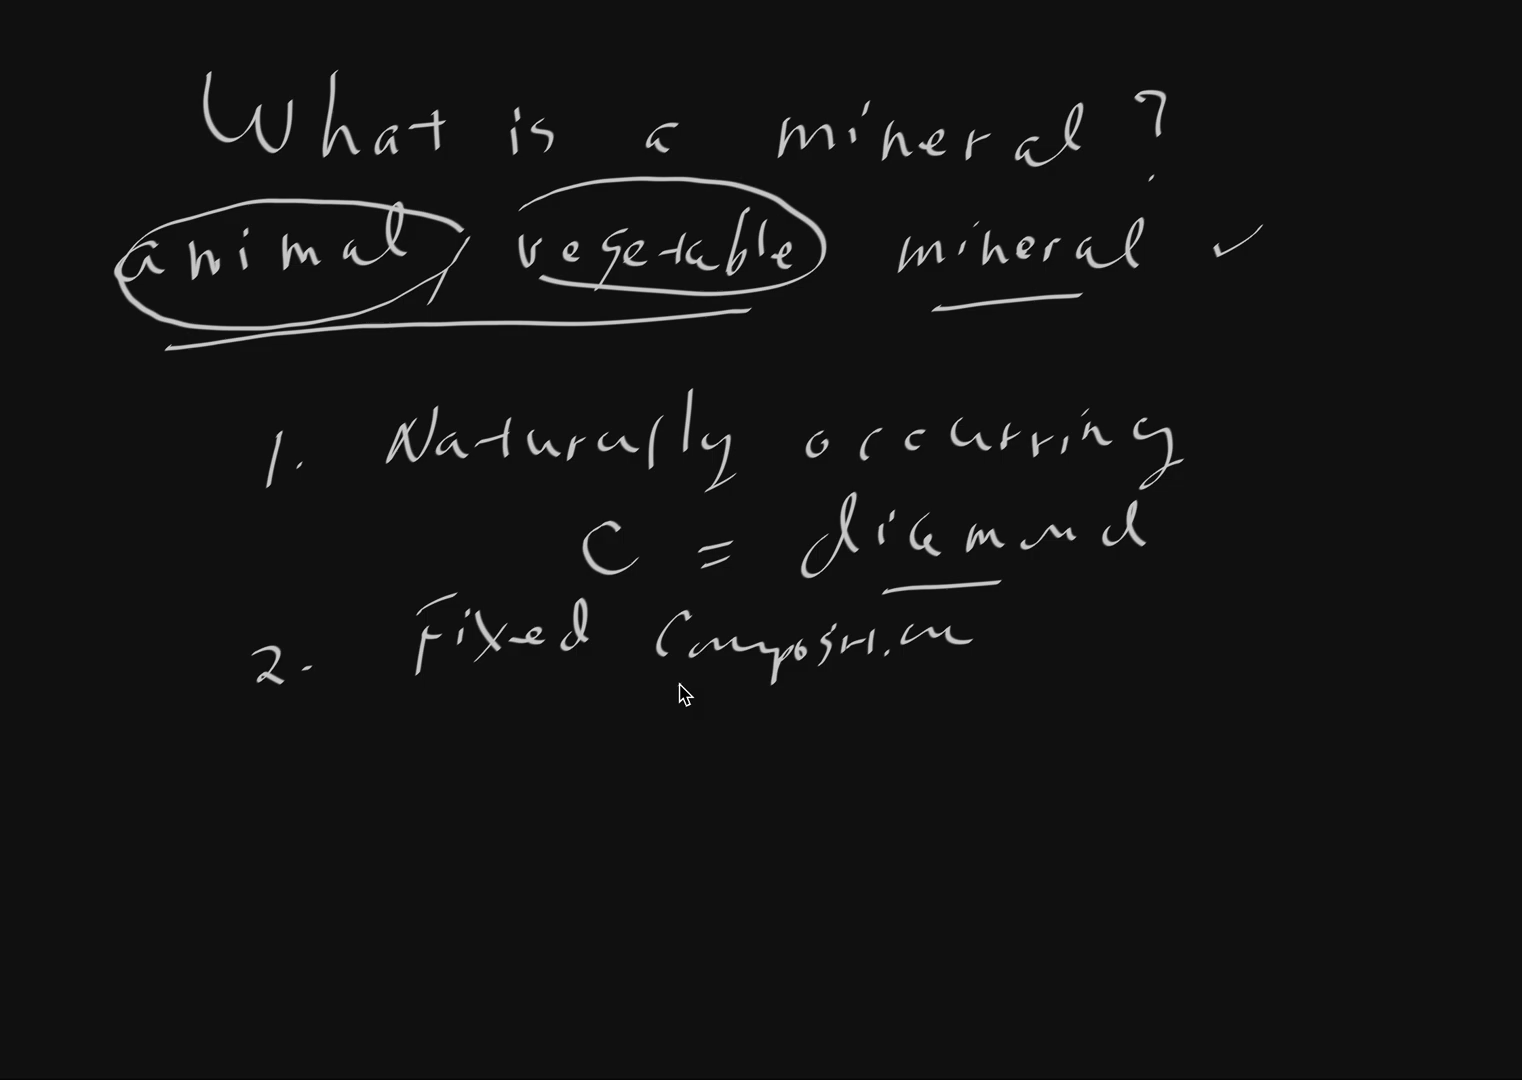 What is a mineral?
animal, vegetable mineral ✓
1. Naturally occurring
C = diamond
2. Fixed Composition